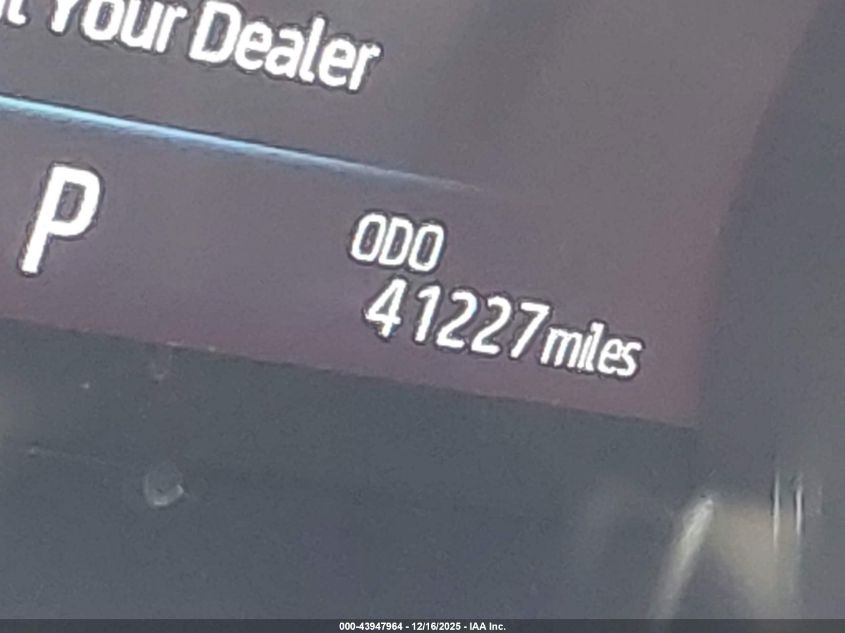 Your Dealer
P
ODO
41227 miles
000-43947964 - 12/16/2025 - IAA Inc.